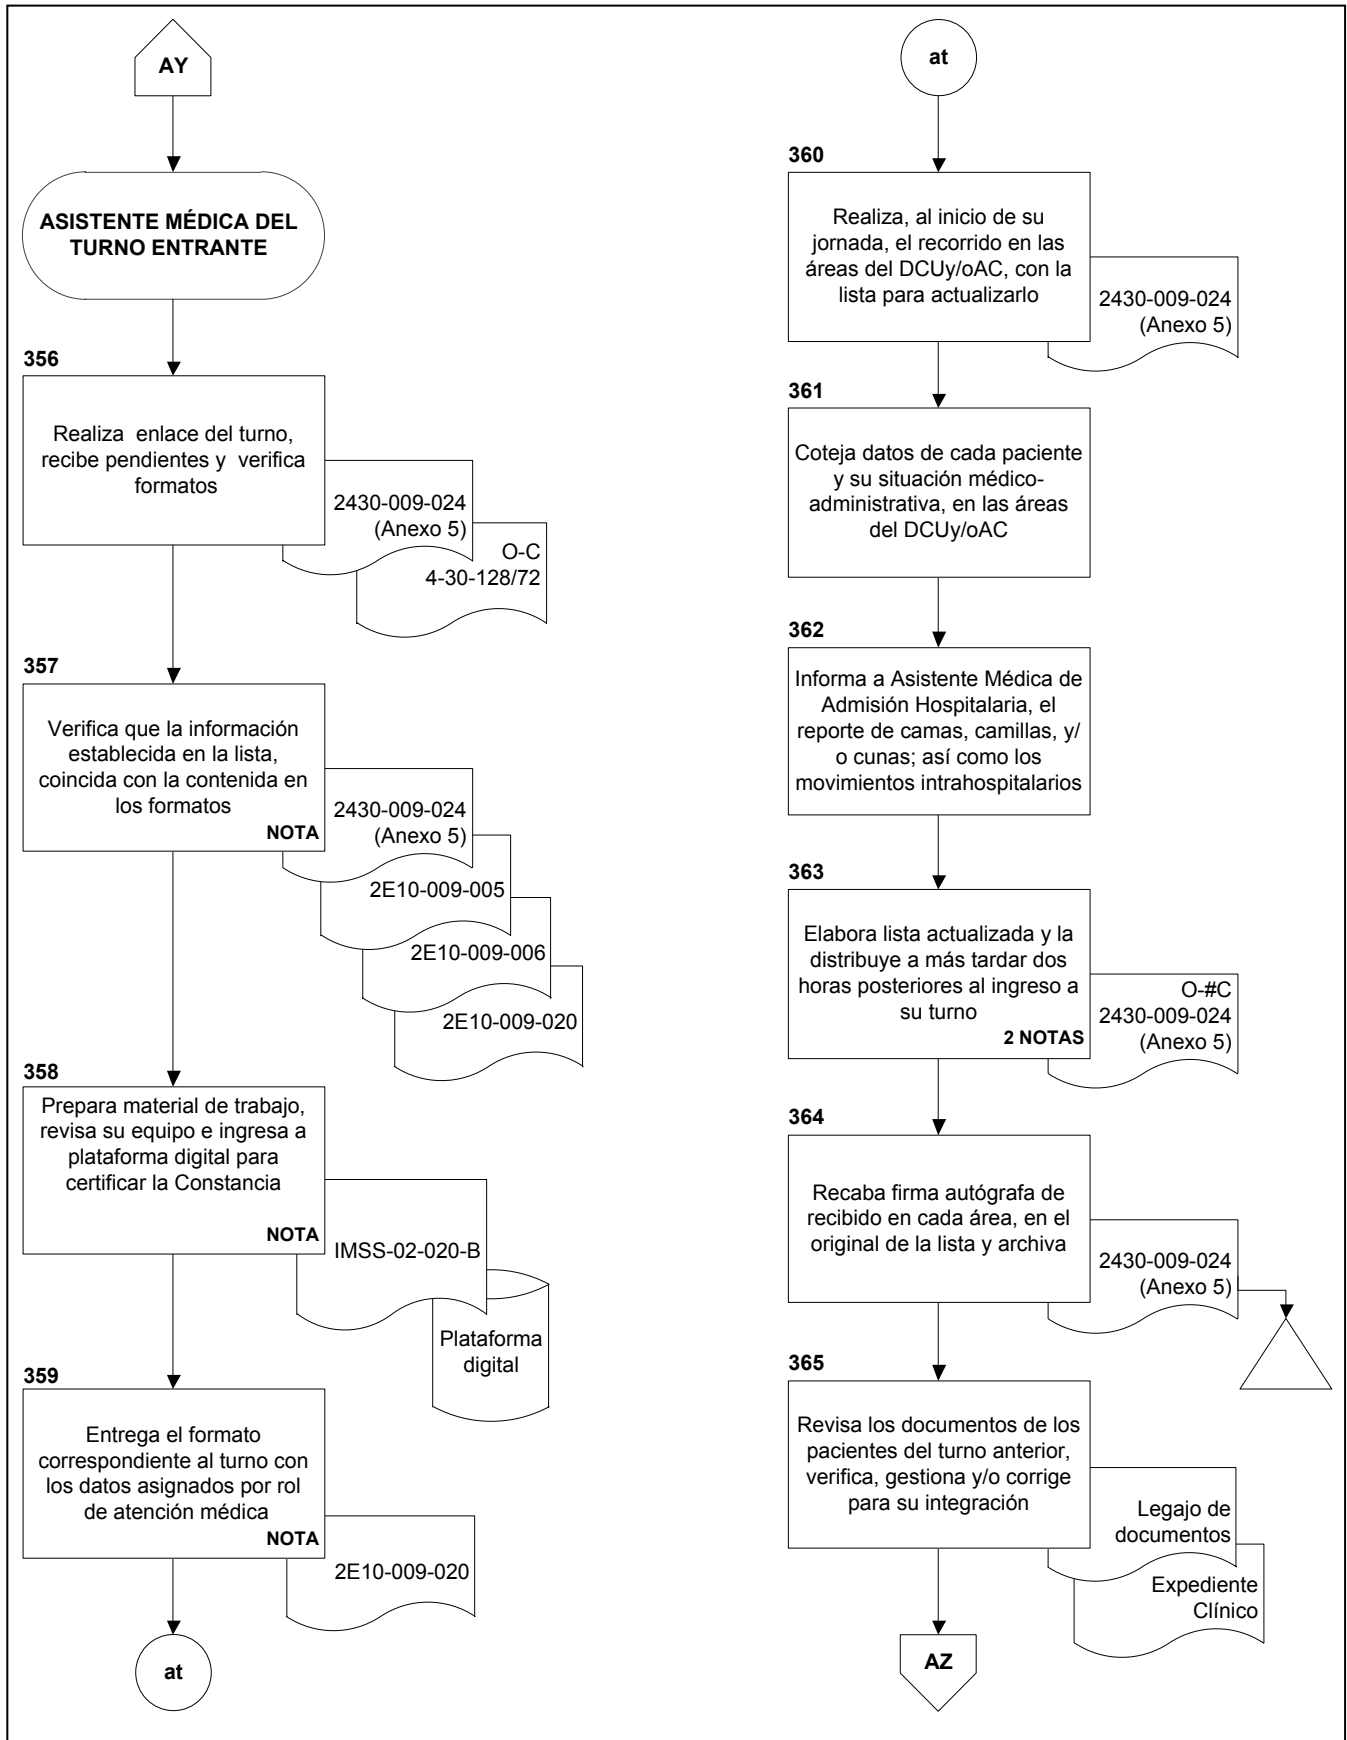 AY
ASISTENTE MÉDICA DEL
TURNO ENTRANTE
356
Realiza enlace del turno,
recibe pendientes y verifica
formatos
2430-009-024
(Anexo 5)
O-C
4-30-128/72
357
Verifica que la información
establecida en la lista,
coincida con la contenida en
los formatos
NOTA
2430-009-024
(Anexo 5)
2E10-009-005
2E10-009-006
2E10-009-020
358
Prepara material de trabajo,
revisa su equipo e ingresa a
plataforma digital para
certificar la Constancia
NOTA
IMSS-02-020-B
Plataforma
digital
359
Entrega el formato
correspondiente al turno con
los datos asignados por rol
de atención médica
NOTA
2E10-009-020
at
at
360
Realiza, al inicio de su
jornada, el recorrido en las
áreas del DCUy/oAC, con la
lista para actualizarlo
2430-009-024
(Anexo 5)
361
Coteja datos de cada paciente
y su situación médico-
administrativa, en las áreas
del DCUy/oAC
362
Informa a Asistente Médica de
Admisión Hospitalaria, el
reporte de camas, camillas, y/
o cunas; así como los
movimientos intrahospitalarios
363
Elabora lista actualizada y la
distribuye a más tardar dos
horas posteriores al ingreso a
su turno
2 NOTAS
O-#C
2430-009-024
(Anexo 5)
364
Recaba firma autógrafa de
recibido en cada área, en el
original de la lista y archiva
2430-009-024
(Anexo 5)
365
Revisa los documentos de los
pacientes del turno anterior,
verifica, gestiona y/o corrige
para su integración
Legajo de
documentos
Expediente
Clínico
AZ